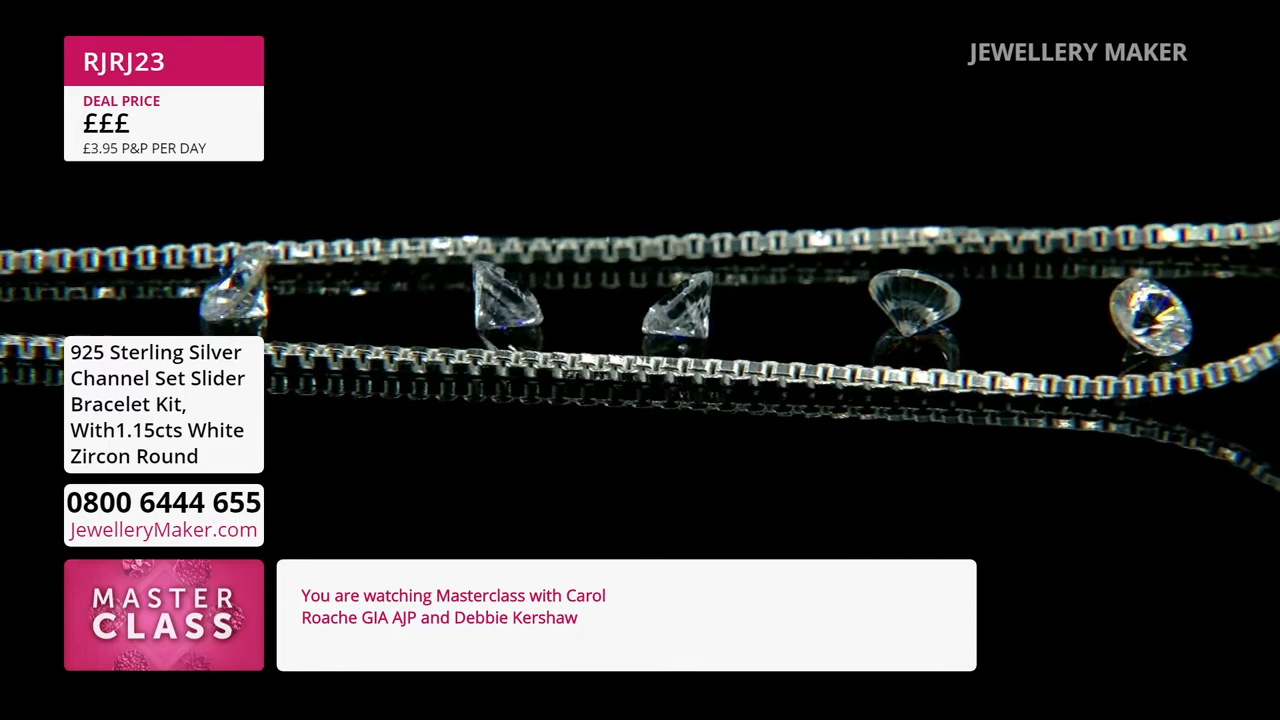 RJRJ23
DEAL PRICE
£££
£3.95 P&P PER DAY
JEWELLERY MAKER
925 Sterling Silver
Channel Set Slider
Bracelet Kit,
With1.15cts White
Zircon Round
0800 6444 655
JewelleryMaker.com
MASTER
CLASS
You are watching Masterclass with Carol
Roache GIA AJP and Debbie Kershaw